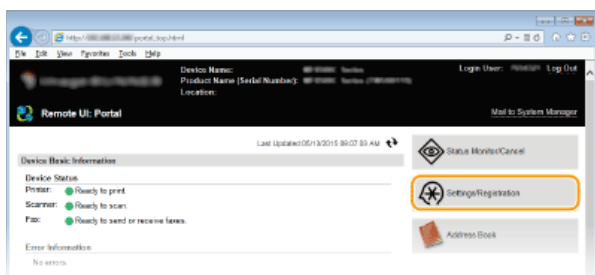 http:// portal_top.html
File Edit View Favorites Tools Help
Device Name: Series
Product Name (Serial Number): Series
Location:
Login User: Log Out
Remote UI: Portal
Mail to System Manager
Last Updated:05/13/2015 09:07:03 AM
Device Basic Information
Device Status
Printer: Ready to print.
Scanner: Ready to scan.
Fax: Ready to send or receive faxes.
Error Information
No errors.
Status Monitor/Cancel
Settings/Registration
Address Book